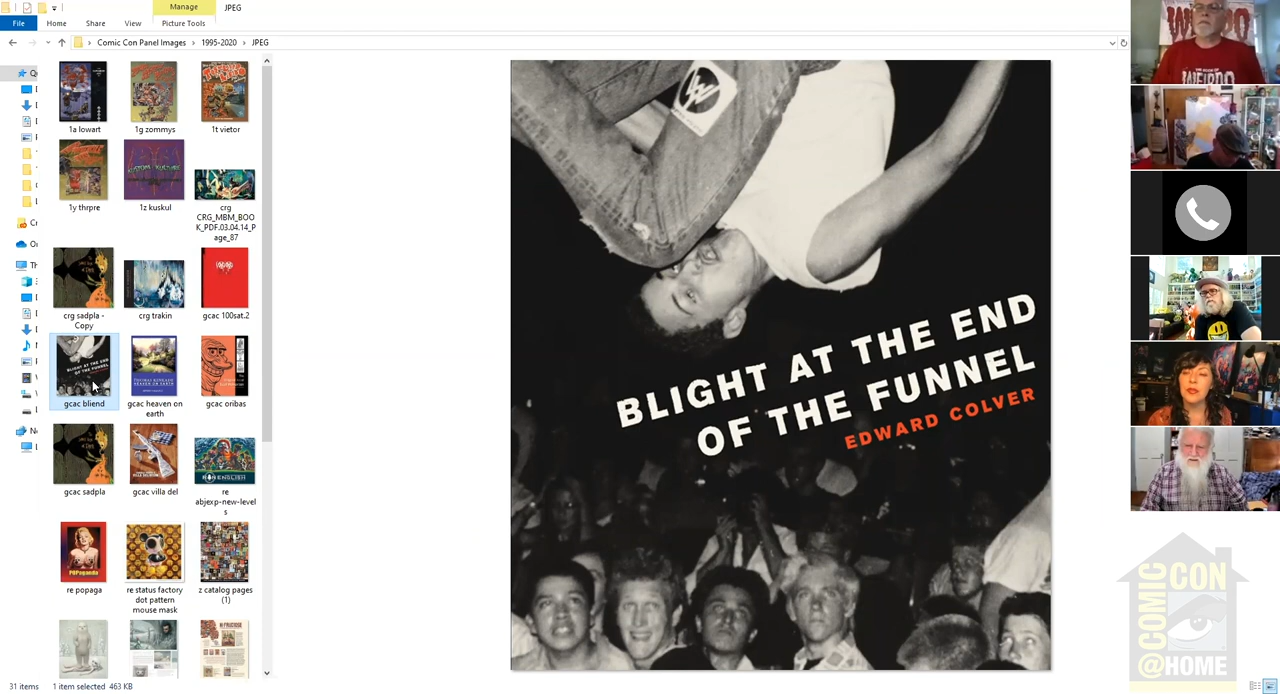 Manage
JPEG
File
Home
Share
View
Picture Tools
Comic Con Panel Images
1995-2020
JPEG
1a lowart
1g zommys
1t vietor
1y thrpre
1z kuskul
crg
CRG_MBM_BOO
K_PDF.03.04.14_P
age_87
crg sadpla -
Copy
crg trakin
gcac 100sat.2
gcac bliend
gcac heaven on
earth
gcac oribas
gcac sadpla
gcac villa del
re
abjexp-new-level
s
re popaga
re status factory
dot pattern
mouse mask
z catalog pages
(1)
31 items
1 item selected
463 KB
BLIGHT AT THE END
OF THE FUNNEL
EDWARD COLVER
WEIRDO
COMIC CON
@HOME